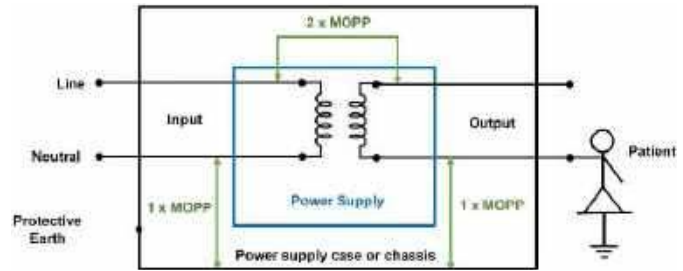 2 x MOPP
Line
Input
Output
Neutral
Patient
1 x MOPP
Power Supply
1 x MOPP
Protective
Earth
Power supply case or chassis